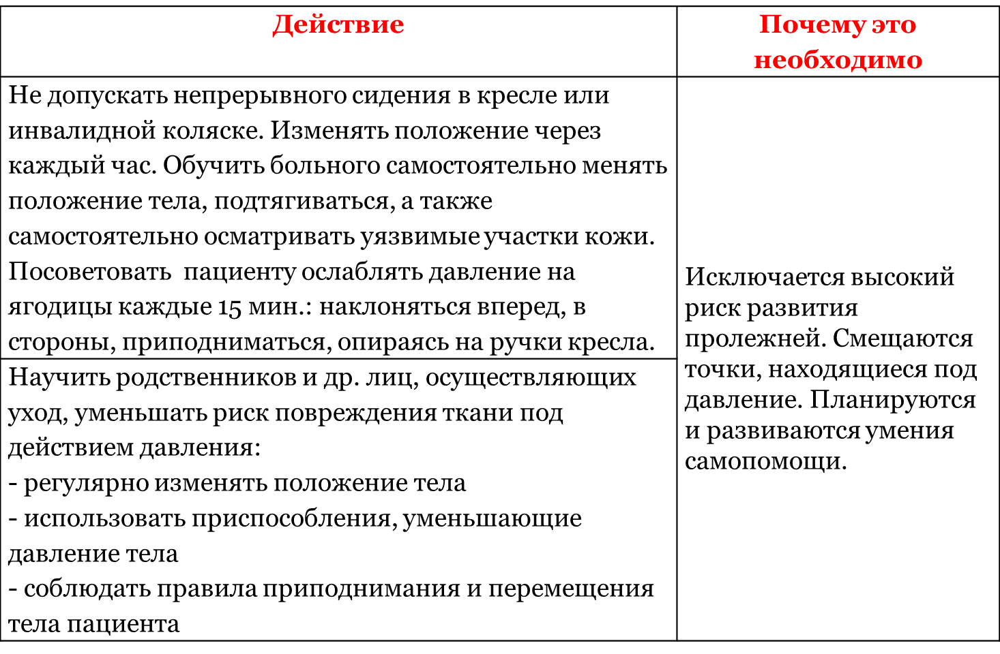 Действие
Почему это
необходимо
Не допускать непрерывного сидения в кресле или
инвалидной коляске. Изменять положение через
каждый час. Обучить больного самостоятельно менять
положение тела, подтягиваться, а также
самостоятельно осматривать уязвимые участки кожи.
Посоветовать пациенту ослаблять давление на
ягодицы каждые 15 мин.: наклоняться вперед, в
стороны, приподниматься, опираясь на ручки кресла.
Научить родственников и др. лиц, осуществляющих
уход, уменьшать риск повреждения ткани под
действием давления:
- регулярно изменять положение тела
- использовать приспособления, уменьшающие
давление тела
- соблюдать правила приподнимания и перемещения
тела пациента
Исключается высокий
риск развития
пролежней. Смещаются
точки, находящиеся под
давление. Планируются
и развиваются умения
самопомощи.